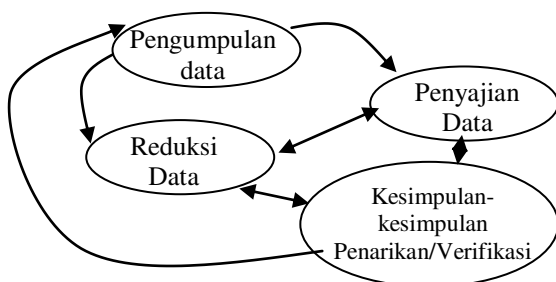 Pengumpulan
data
Penyajian
Data
Reduksi
Data
Kesimpulan-
kesimpulan
Penarikan/Verifikasi